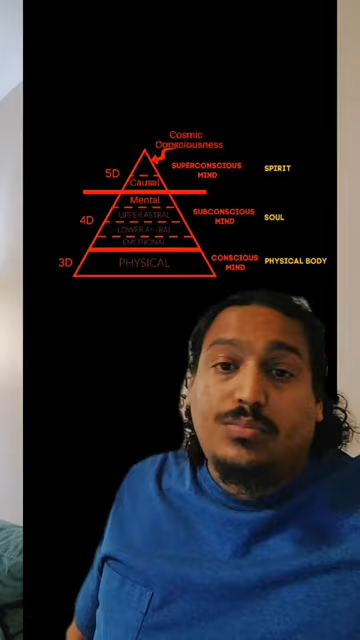 Cosmic
Consciousness
5D
SUPERCONSCIOUS
MIND
SPIRIT
Causal
Mental
4D
UPPER ASTRAL
SUBCONSCIOUS
MIND
SOUL
LOWER ASTRAL
EMOTIONAL
3D
PHYSICAL
CONSCIOUS
MIND
PHYSICAL BODY